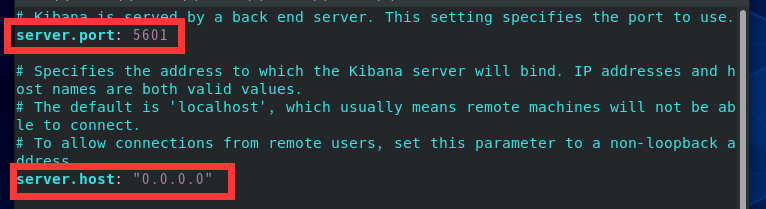 # Kibana is served by a back end server. This setting specifies the port to use.
server.port: 5601
# Specifies the address to which the Kibana server will bind. IP addresses and h
ost names are both valid values.
# The default is 'localhost', which usually means remote machines will not be ab
le to connect.
# To allow connections from remote users, set this parameter to a non-loopback a
ddress.
server.host: "0.0.0.0"